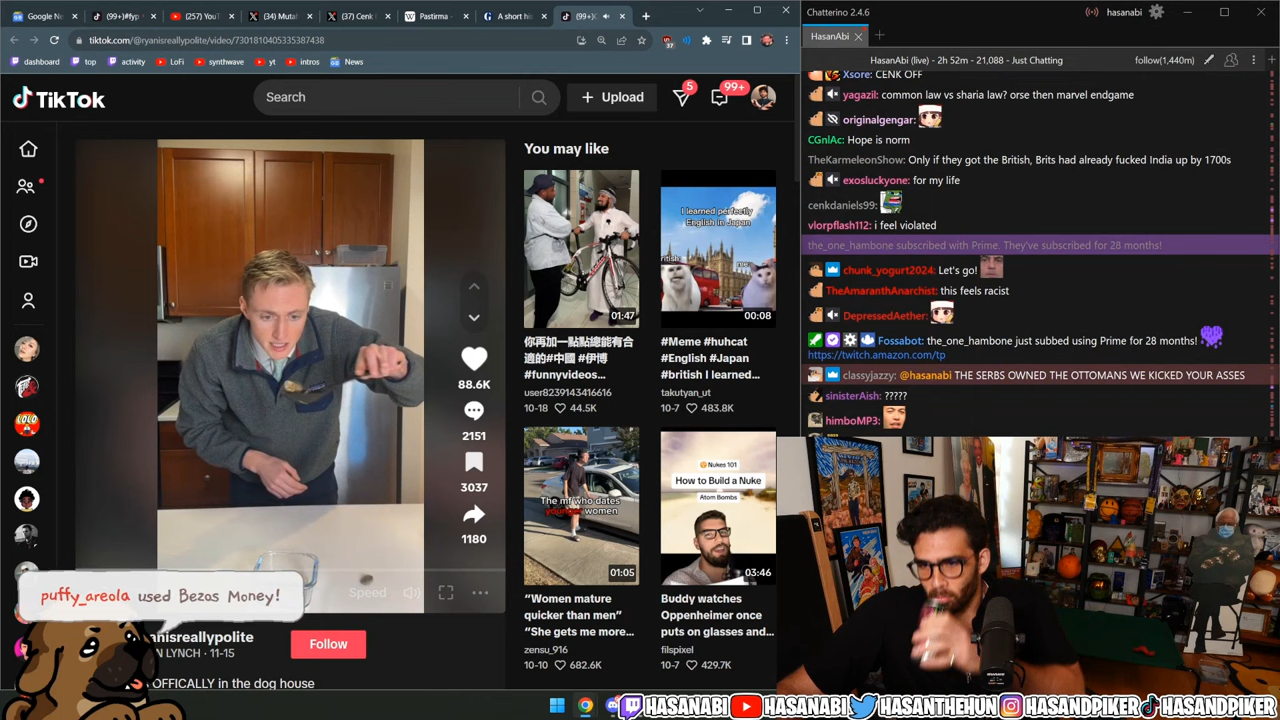 Google Ne
(99+)#fyp
(257) YouT
(34) Mutah
(37) Cenk
Pastirma -
A short his
(99+)
tiktok.com/@ryanisreallypolite/video/7301810405335387438
37
dashboard
top
activity
LoFi
synthwave
yt
intros
News
TikTok
Search
+ Upload
5
99+
You may like
88.6K
2151
3037
1180
Speed
01:47
你再加一點點總能有合
適的#中國 #伊博
#funnyvideos...
user8239143416616
10-18 44.5K
I learned perfectly
English in Japan
british
me
00:08
#Meme #huhcat
#English #Japan
#british I learned...
takutyan_ut
10-7 483.8K
The mf who dates
younger women
01:05
“Women mature
quicker than men”
“She gets me more...
zensu_916
10-10 682.6K
Nukes 101
How to Build a Nuke
Atom Bombs
03:46
Buddy watches
Oppenheimer once
puts on glasses and...
filspixel
10-7 429.7K
LOLO
puffy_areola used Bezos Money!
yanisreallypolite
N LYNCH · 11-15
Follow
OFFICALLY in the dog house
Chatterino 2.4.6
hasanabi
HasanAbi
HasanAbi (live) - 2h 52m - 21,088 - Just Chatting
follow(1,440m)
Xsore: CENK OFF
yagazil: common law vs sharia law? orse then marvel endgame
originalgengar:
CGnlAc: Hope is norm
TheKarmeleonShow: Only if they got the British, Brits had already fucked India up by 1700s
exosluckyone: for my life
cenkdaniels99:
vlorpflash112: i feel violated
the_one_hambone subscribed with Prime. They've subscribed for 28 months!
chunk_yogurt2024: Let's go!
TheAmaranthAnarchist: this feels racist
DepressedAether:
Fossabot: the_one_hambone just subbed using Prime for 28 months!
https://twitch.amazon.com/tp
classyjazzy: @hasanabi THE SERBS OWNED THE OTTOMANS WE KICKED YOUR ASSES
sinisterAish: ?????
himboMP3:
HASANABI
HASANABI
HASANTHEHUN
HASANDPIKER
HASANDPIKER